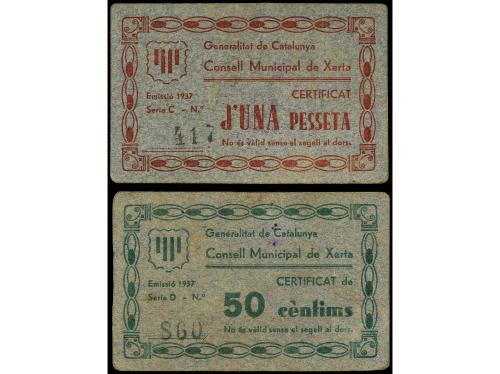 Generalitat de Catalunya
Consell Municipal de Xerta
Emissió 1937
Serie C - N.º
417
CERTIFICAT
d'UNA PESSETA
No és vàlid sense el segell al dors.
Generalitat de Catalunya
Consell Municipal de Xerta
Emissió 1937
Serie D - N.º
860
CERTIFICAT de
50 cèntims
No és vàlid sense el segell al dors.